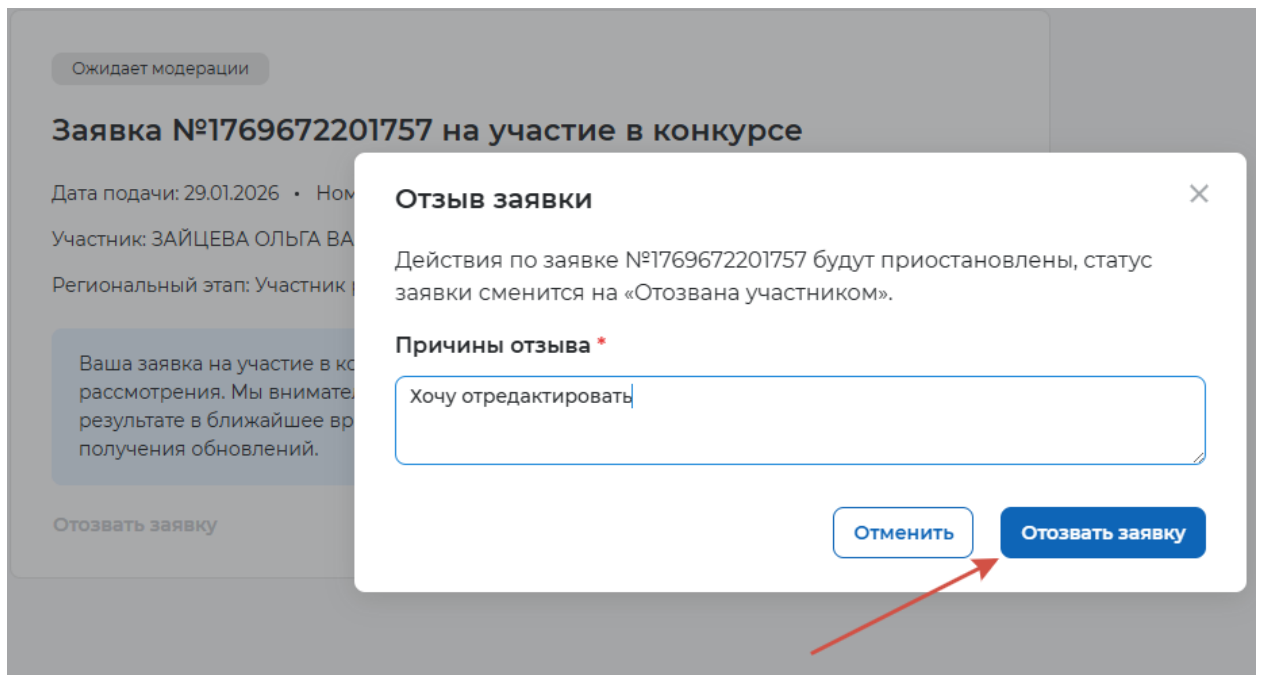 Ожидает модерации
Заявка №1769672201757 на участие в конкурсе
Дата подачи: 29.01.2026 • Ном
Участник: ЗАЙЦЕВА ОЛЬГА ВА
Региональный этап: Участник
Ваша заявка на участие в ко
рассмотрения. Мы внимател
результате в ближайшее вр
получения обновлений.
Отозвать заявку
Отзыв заявки
Действия по заявке №1769672201757 будут приостановлены, статус
заявки сменится на «Отозвана участником».
Причины отзыва *
Хочу отредактировать
Отменить
Отозвать заявку